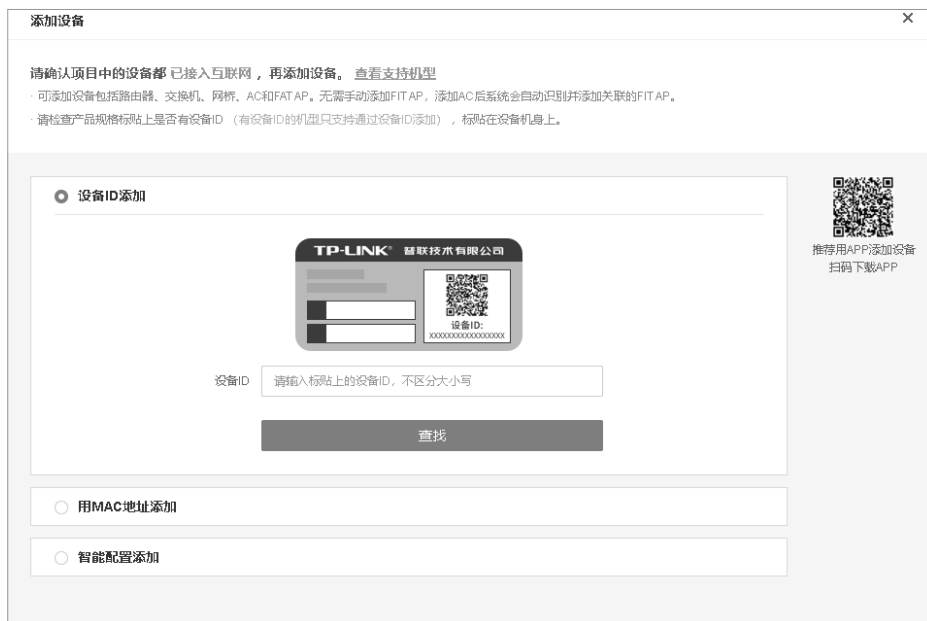 添加设备
请确认项目中的设备都 已接入互联网 ，再添加设备。 查看支持机型
· 可添加设备包括路由器、交换机、网桥、AC和FATAP。无需手动添加FITAP，添加AC后系统会自动识别并添加关联的FITAP。
· 请检查产品规格标贴上是否有设备ID （有设备ID的机型只支持通过设备ID添加），标贴在设备机身上。
设备ID添加
TP-LINK® 普联技术有限公司
设备ID:
XXXXXXXXXXXXXXXXX
设备ID 请输入标贴上的设备ID，不区分大小写
查找
用MAC地址添加
智能配置添加
推荐用APP添加设备
扫码下载APP